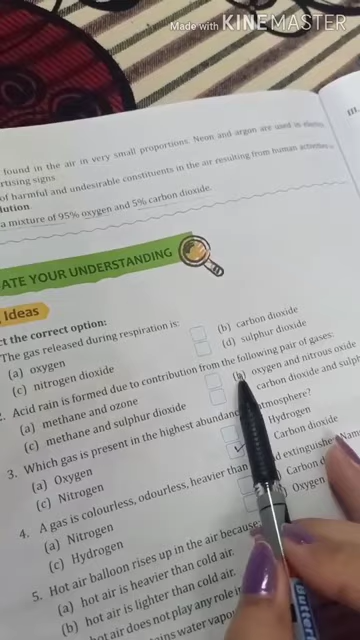 Made with KINEMASTER
III.
found in the air in very small proportions. Neon and argon are used in
rtising signs.
of harmful and undesirable constituents in the air resulting from human activities
lution.
a mixture of 95% oxygen and 5% carbon dioxide.
ATE YOUR UNDERSTANDING
Ideas
ct the correct option:
The gas released during respiration is:
(a) oxygen
(b) carbon dioxide
(c) nitrogen dioxide
(d) sulphur dioxide
2. Acid rain is formed due to contribution from the following pair of gases:
(a) methane and ozone
(b) oxygen and nitrous oxide
(c) methane and sulphur dioxide
carbon dioxide and sulp
3. Which gas is present in the highest abundance atmosphere?
(a) Oxygen
Hydrogen
(c) Nitrogen
Carbon dioxide
4. A gas is colourless, odourless, heavier than d extinguishes
(a) Nitrogen
Carbon d
(c) Hydrogen
Oxygen
5. Hot air balloon rises up in the air because
(a) hot air is heavier than cold air.
(b) hot air is lighter than cold air.
hot air does not play any role in
ains water vapou
Butter